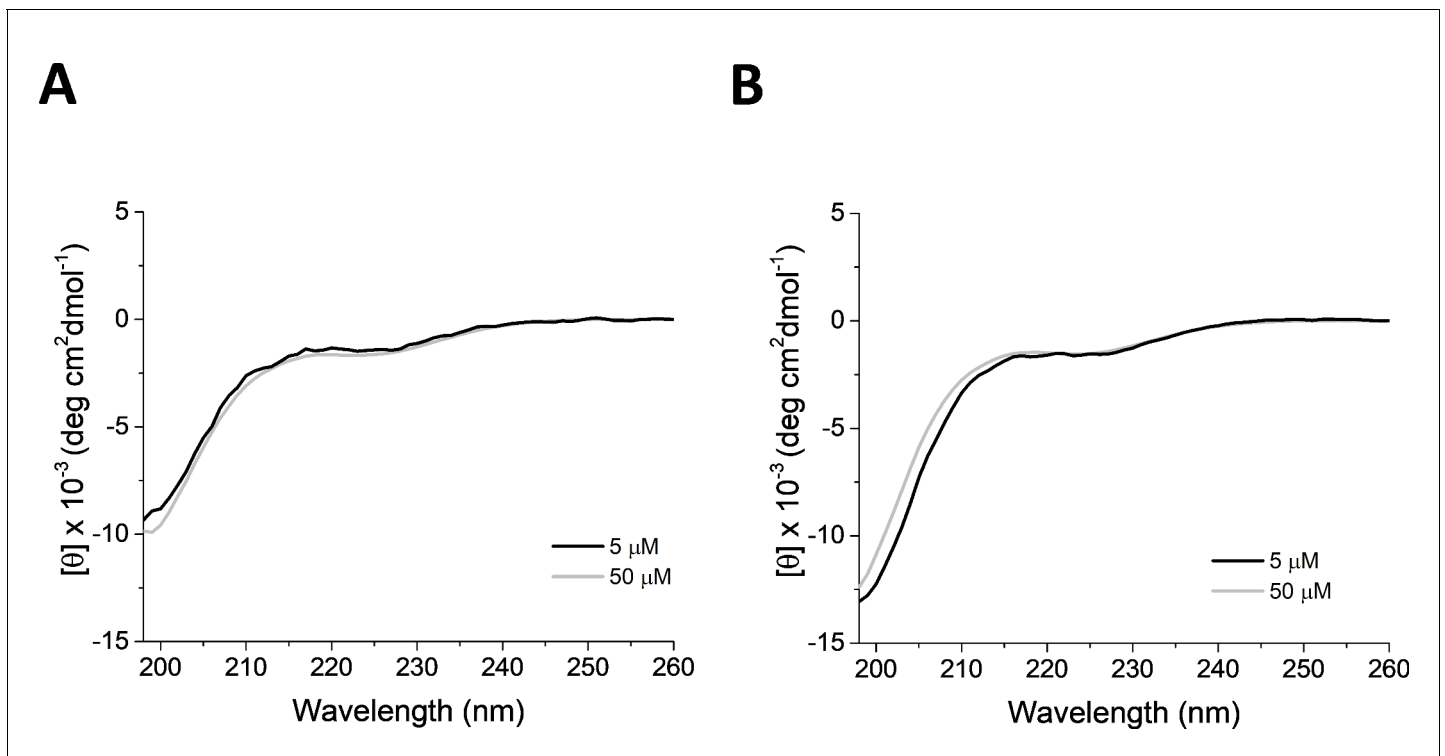 A
B
5
0
-5
-10
-15
[θ] x 10⁻³ (deg cm²dmol⁻¹)
5 μM
50 μM
200 210 220 230 240 250 260
Wavelength (nm)
5
0
-5
-10
-15
[θ] x 10⁻³ (deg cm²dmol⁻¹)
5 μM
50 μM
200 210 220 230 240 250 260
Wavelength (nm)